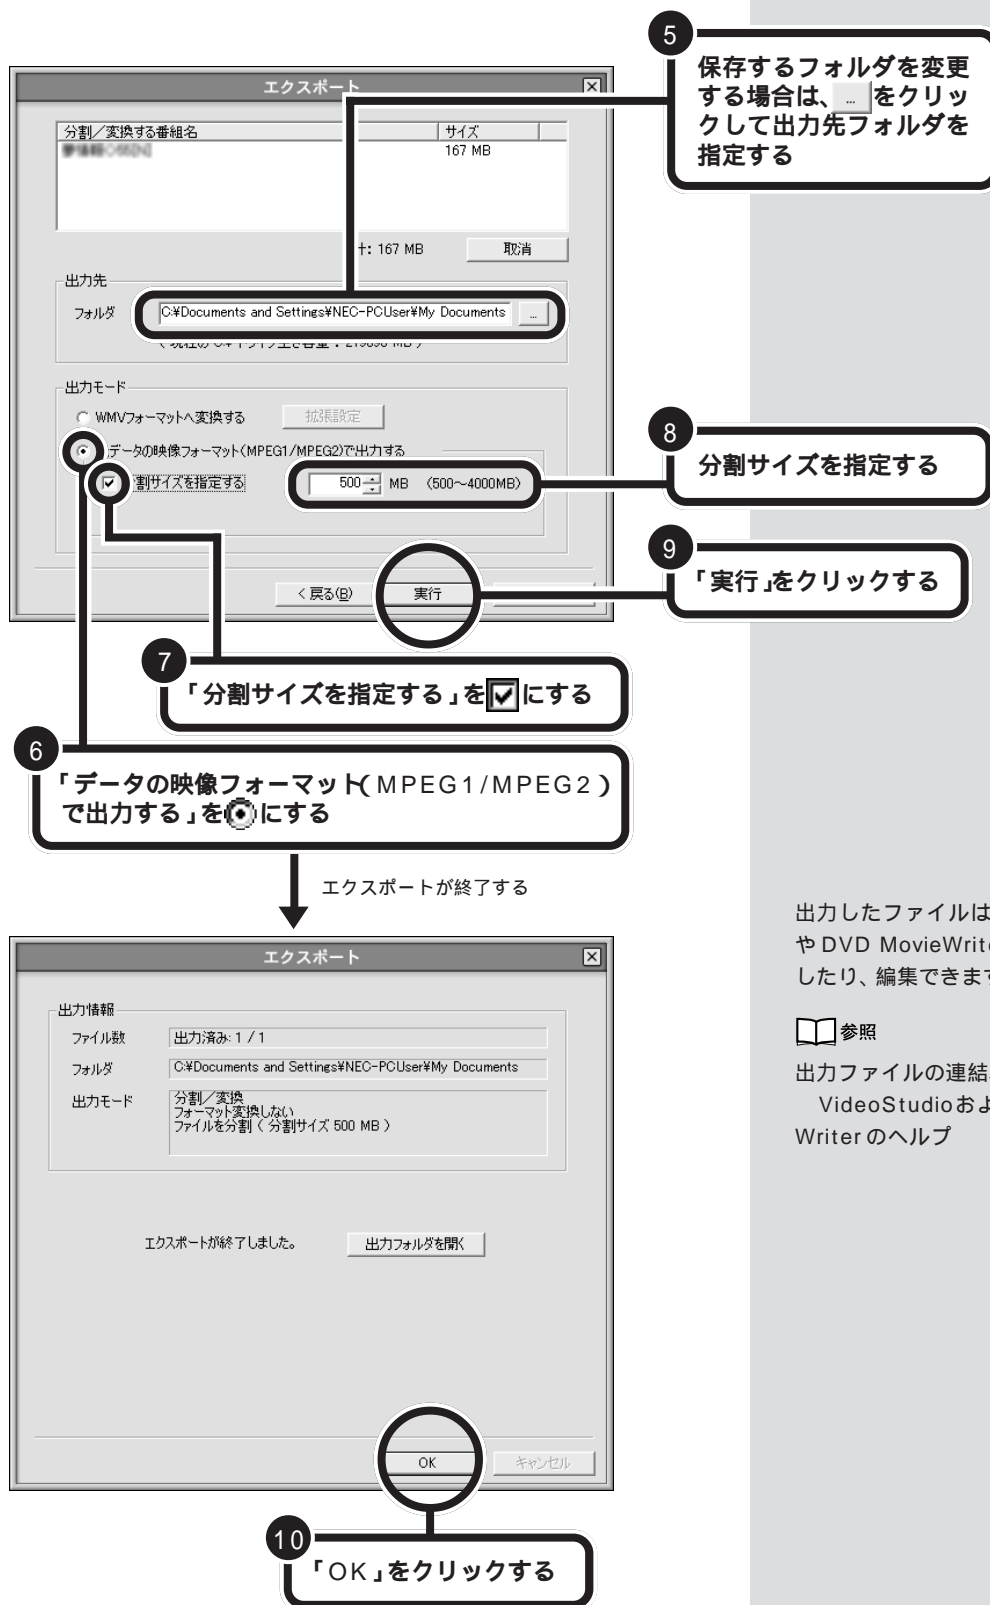 5
保存するフォルダを変更
する場合は、...をクリッ
クして出力先フォルダを
指定する
エクスポート
分割／変換する番組名 サイズ
167 MB
計: 167 MB 取消
出力先
フォルダ C:¥Documents and Settings¥NEC-PCUser¥My Documents ...
出力モード
WMVフォーマットへ変換する 拡張設定
データの映像フォーマット(MPEG1/MPEG2)で出力する
割サイズを指定する 500 MB (500～4000MB)
8
分割サイズを指定する
9
「実行」をクリックする
< 戻る(B) 実行
7
「分割サイズを指定する」を にする
6
「データの映像フォーマット(MPEG1/MPEG2)
で出力する」を にする
エクスポートが終了する
エクスポート
出力情報
ファイル数 出力済み: 1 / 1
フォルダ C:¥Documents and Settings¥NEC-PCUser¥My Documents
出力モード 分割／変換
フォーマット変換しない
ファイルを分割 ( 分割サイズ 500 MB )
エクスポートが終了しました。 出力フォルダを開く
OK キャンセル
10
「OK」をクリックする
出力したファイルは
や DVD MovieWrite
したり、編集できます
参照
出力ファイルの連結
VideoStudioおよ
Writer のヘルプ